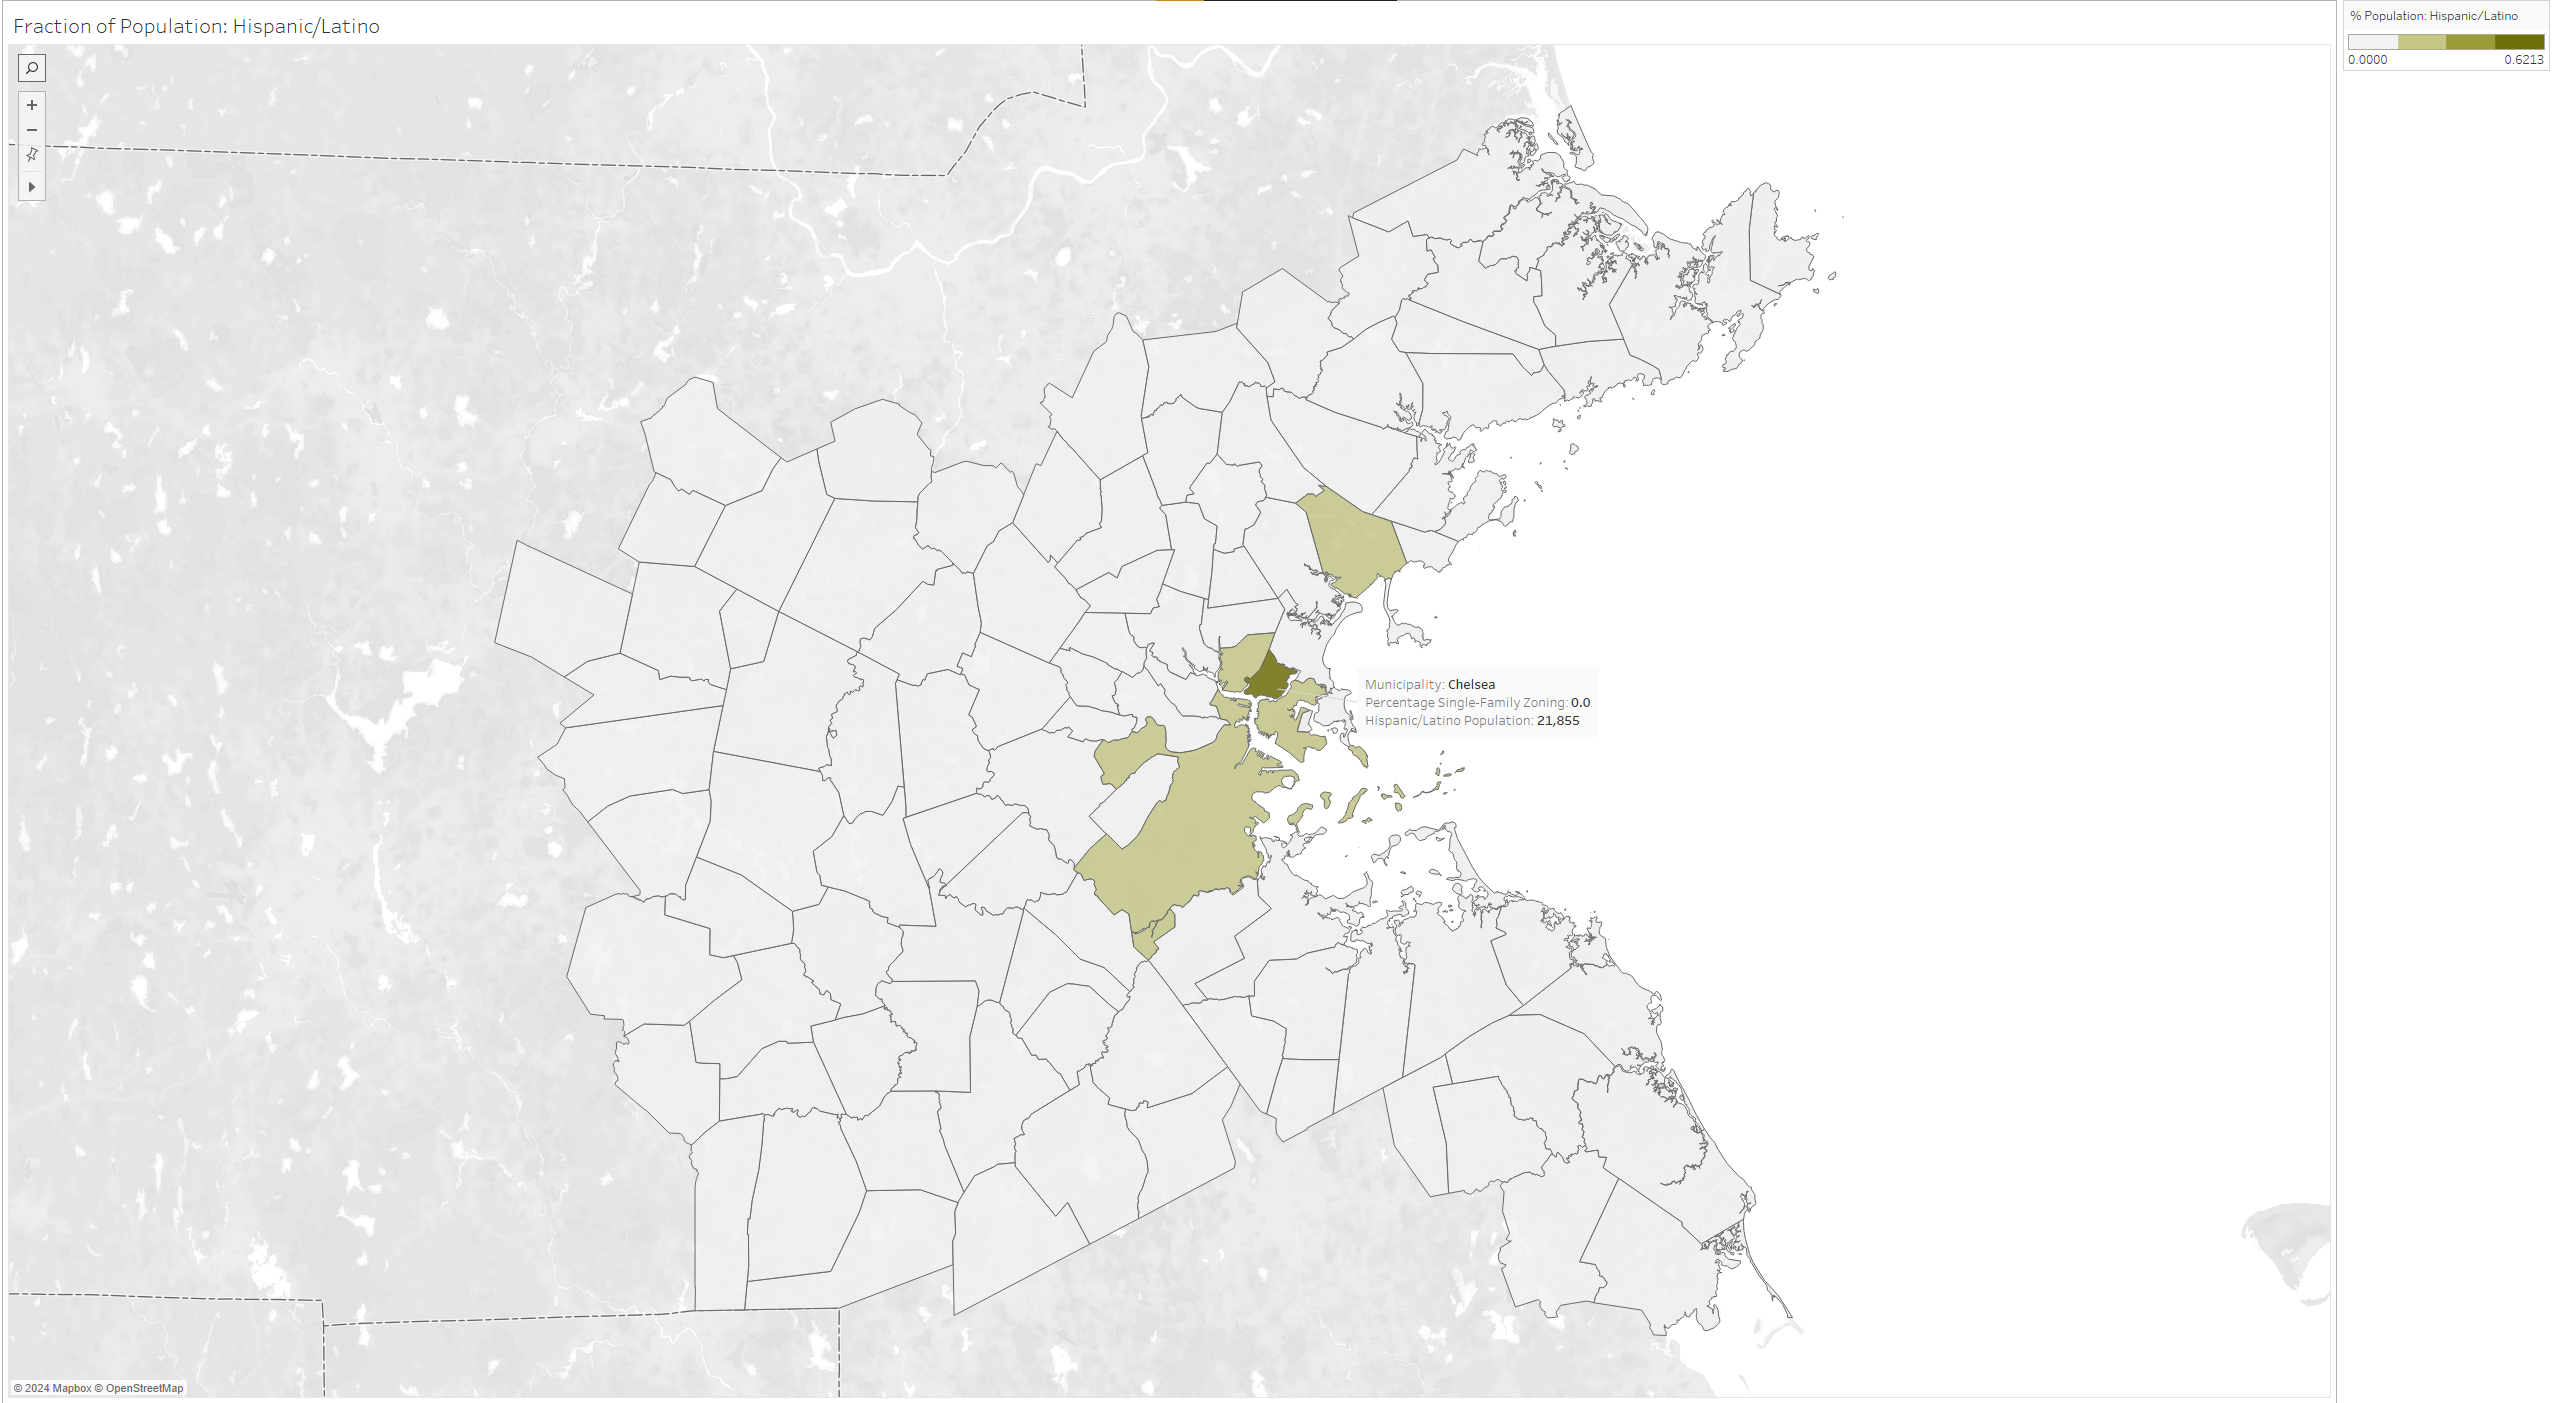 Fraction of Population: Hispanic/Latino
% Population: Hispanic/Latino
0.0000 0.6213
Municipality: Chelsea
Percentage Single-Family Zoning: 0.0
Hispanic/Latino Population: 21,855
© 2024 Mapbox © OpenStreetMap